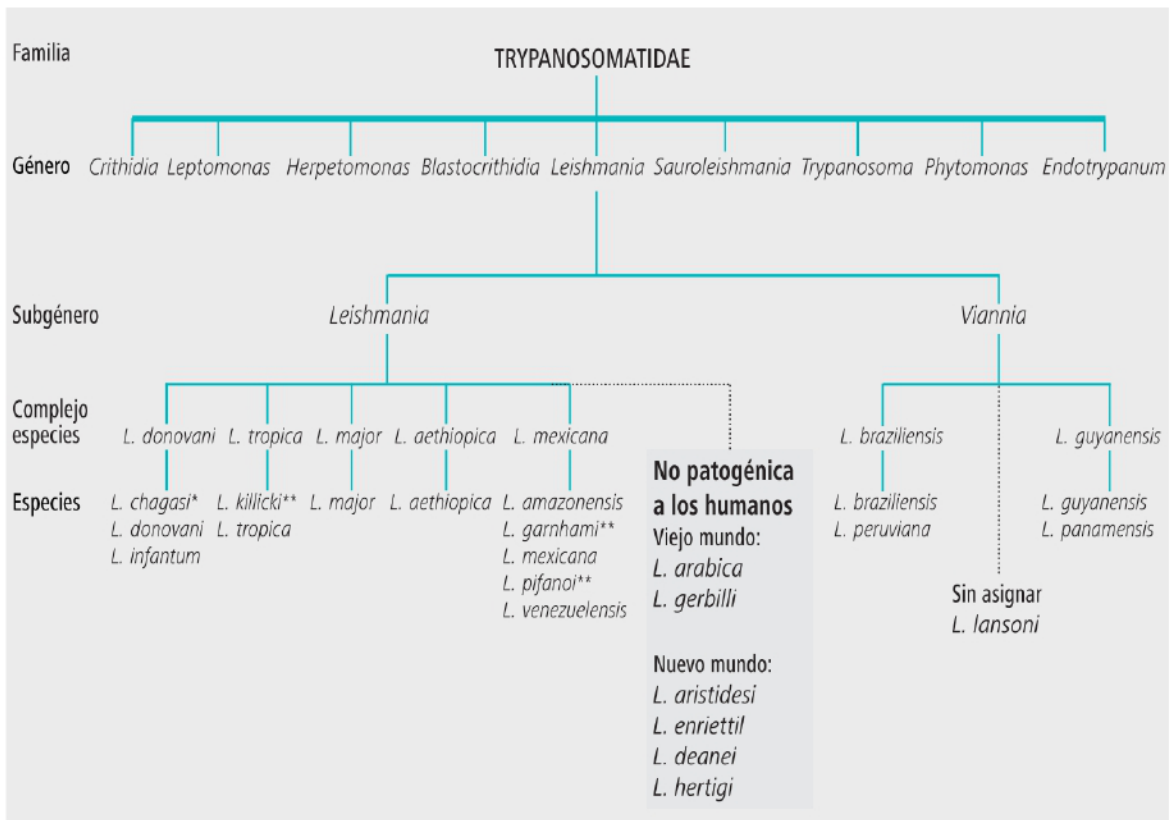 Familia
TRYPANOSOMATIDAE
Género Crithidia Leptomonas Herpetomonas Blastocrithidia Leishmania Sauroleishmania Trypanosoma Phytomonas Endotrypanum
Subgénero Leishmania Viannia
Complejo
especies L. donovani L. tropica L. major L. aethiopica L. mexicana L. braziliensis L. guyanensis
Especies L. chagasi* L. killicki** L. major L. aethiopica L. amazonensis L. braziliensis L. guyanensis
L. donovani L. tropica L. garnhami** L. peruviana L. panamensis
L. infantum L. mexicana
L. pifanoi**
L. venezuelensis
No patogénica
a los humanos
Viejo mundo:
L. arabica
L. gerbilli
Nuevo mundo:
L. aristidesi
L. enriettil
L. deanei
L. hertigi
Sin asignar
L. lansoni